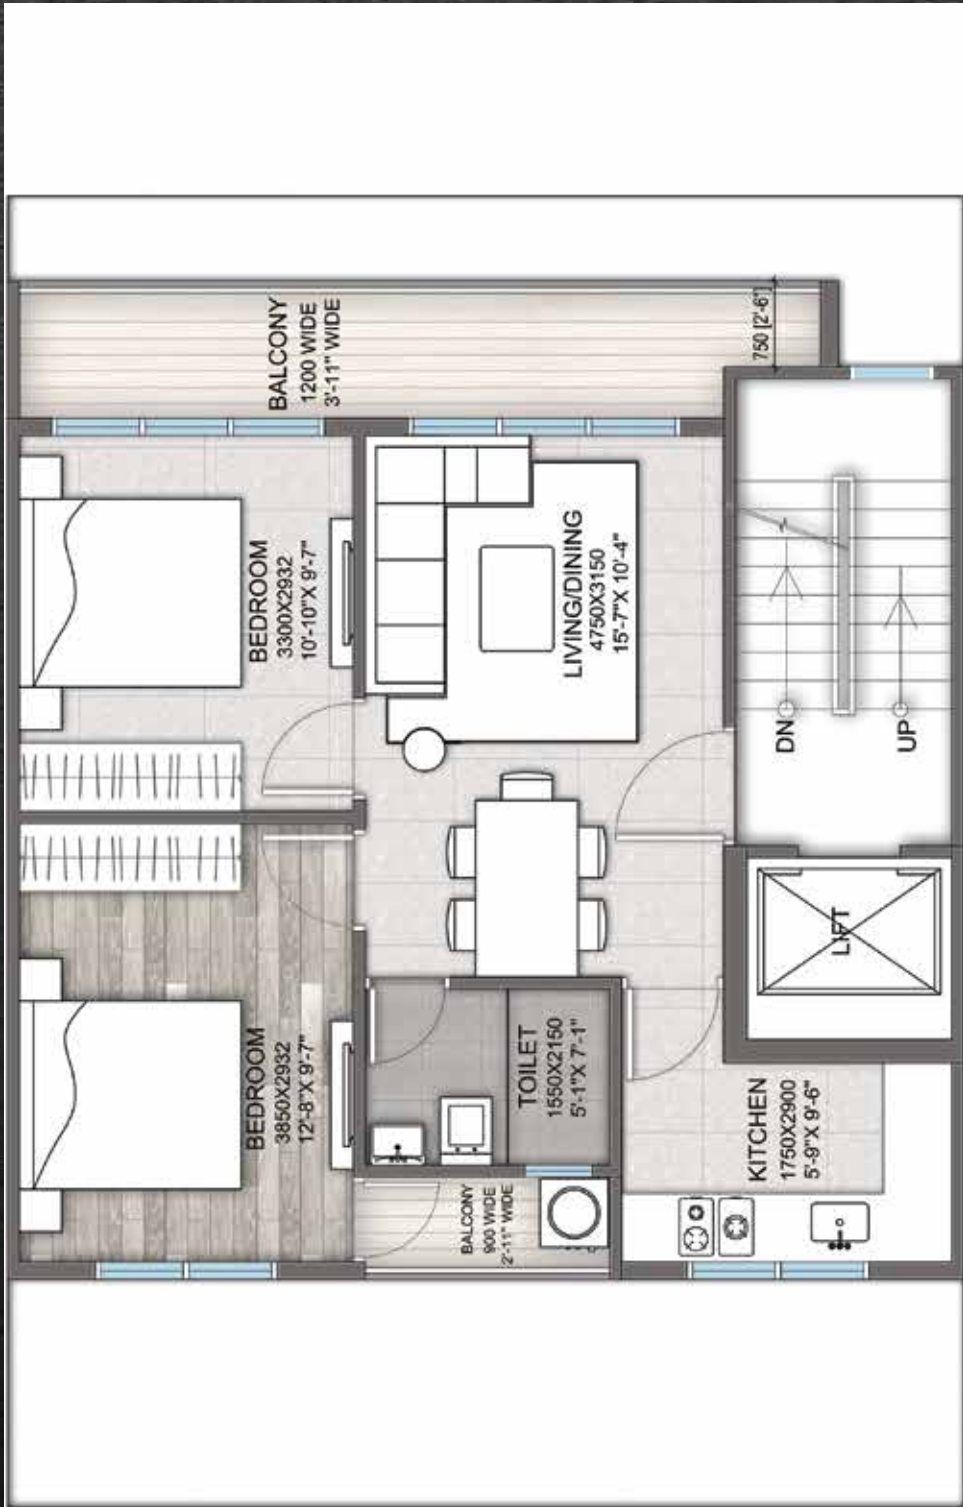 BALCONY
1200 WIDE
3'-11" WIDE
750 [2'-6"]
BEDROOM
3300X2932
10'-10"X 9'-7"
LIVING/DINING
4750X3150
15'-7"X 10'-4"
DN
UP
LIFT
BEDROOM
3850X2932
12'-8"X 9'-7"
TOILET
1550X2150
5'-1"X 7'-1"
KITCHEN
1750X2900
5'-9"X 9'-6"
BALCONY
900 WIDE
2'-11" WIDE